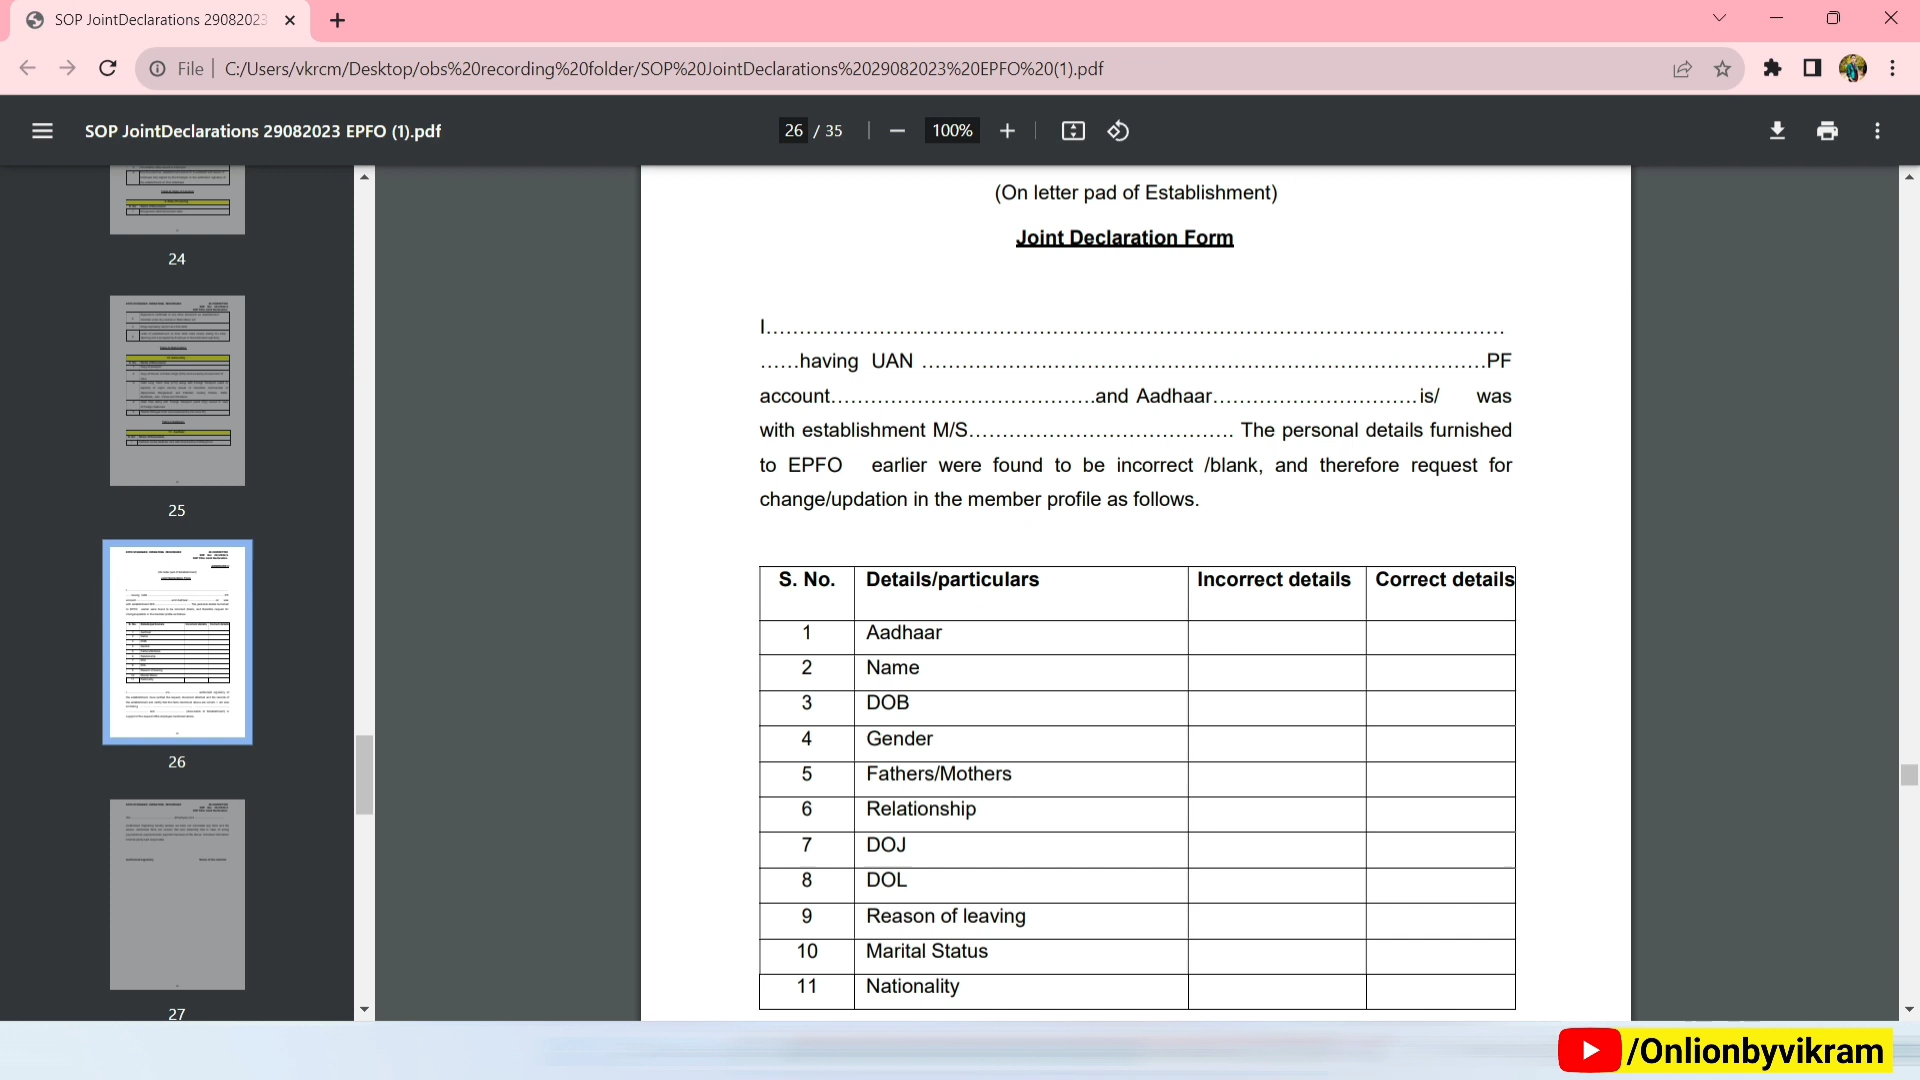 SOP JointDeclarations 29082023
File
C:/Users/vkrcm/Desktop/obs%20recording%20folder/SOP%20JointDeclarations%2029082023%20EPFO%20(1).pdf
SOP JointDeclarations 29082023 EPFO (1).pdf
26 / 35
100%
24
25
26
27
(On letter pad of Establishment)
Joint Declaration Form
I..............................................................................................................
......having UAN ....................................................................................PF
account.......................................and Aadhaar..............................is/ was
with establishment M/S....................................... The personal details furnished
to EPFO earlier were found to be incorrect /blank, and therefore request for
change/updation in the member profile as follows.
S. No. Details/particulars Incorrect details Correct details
1 Aadhaar
2 Name
3 DOB
4 Gender
5 Fathers/Mothers
6 Relationship
7 DOJ
8 DOL
9 Reason of leaving
10 Marital Status
11 Nationality
/Onlionbyvikram